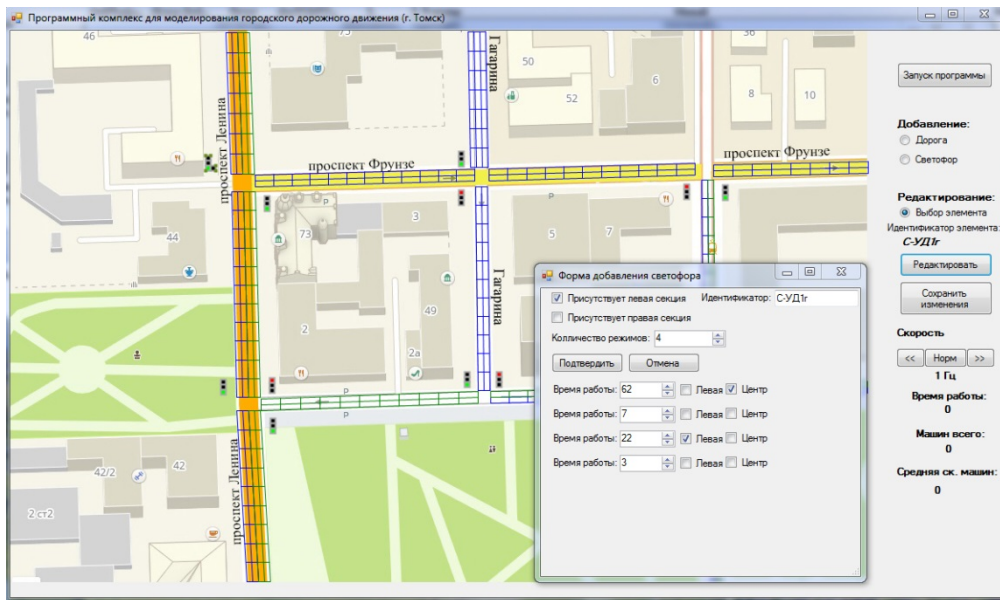 Программный комплекс для моделирования городского дорожного движения (г. Томск)
46
75
50
52
6
36
8
10
Гагарина
проспект Ленина
проспект Фрунзе
проспект Фрунзе
P
P
73
3
5
7
44
Гагарина
2
49
2а
P
P
проспект Ленина
42/2
42
2 ст2
Запуск программы
Добавление:
Дорога
Светофор
Редактирование:
Выбор элемента
Идентификатор элемента:
С-УД1г
Редактировать
Сохранить
изменения
Скорость
<< Норм >>
1 Гц
Время работы:
0
Машин всего:
0
Средняя ск. машин:
0
Форма добавления светофора
Присутствует левая секция Идентификатор: С-УД1г
Присутствует правая секция
Колличество режимов: 4
Подтвердить Отмена
Время работы: 62 Левая Центр
Время работы: 7 Левая Центр
Время работы: 22 Левая Центр
Время работы: 3 Левая Центр